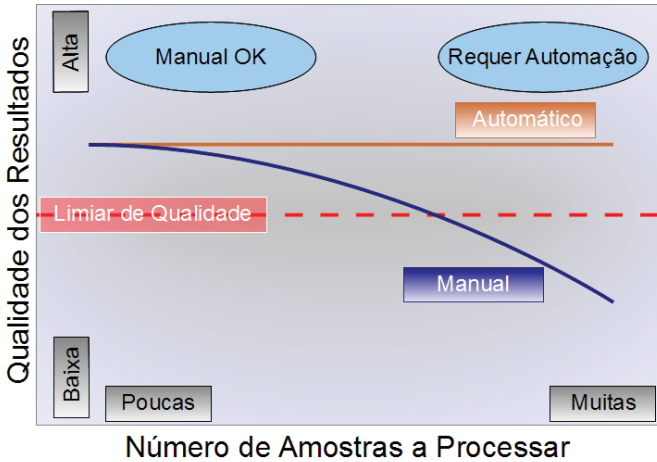 Qualidade dos Resultados
Alta
Manual OK
Requer Automação
Automático
Limiar de Qualidade
Manual
Baixa
Poucas
Muitas
Número de Amostras a Processar